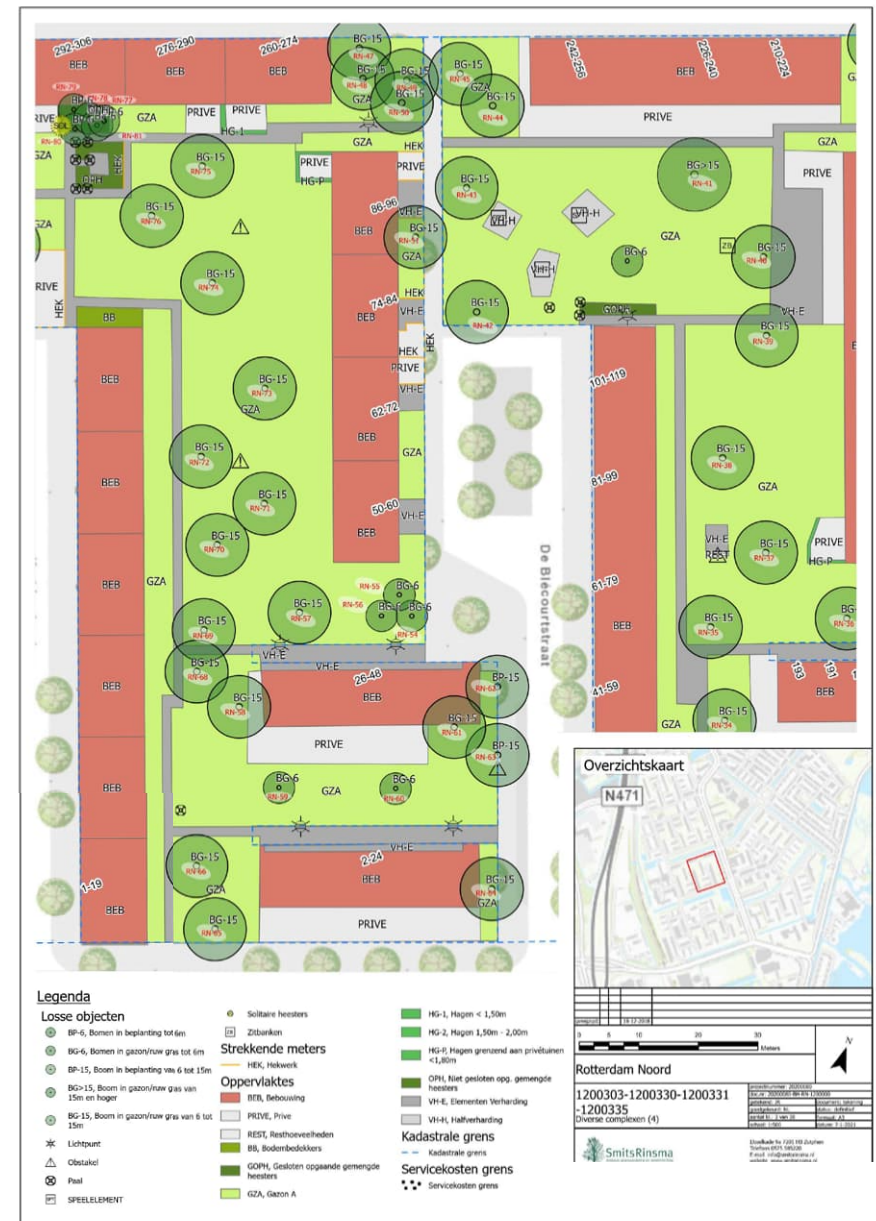 292-306
276-290
260-274
242-256
226-240
210-224
BEB
BEB
BEB
BEB
BG-15
RN-47
BG-15
RN-48
BG-15
RN-49
BG-15
RN-50
BG-15
RN-45
BG-15
RN-44
GZA
GZA
GZA
RN-79
RN-78
RN-77
RN-80
RN-81
GZA
PRIVE
PRIVE
HG-1
PRIVE
GZA
GZA
HEK
OPH
GZA
PRIVE
HG-P
HEK
PRIVE
BG-15
RN-75
BG-15
RN-76
BG-15
RN-74
86-96
BEB
VH-E
BG-15
GZA
BG-15
RN-43
BG>15
RN-41
PRIVE
VH-H
VH-H
VH-H
GZA
BG-6
ZB
BG-15
RN-40
GZA
PRIVE
HEK
BB
74-84
BEB
HEK
VH-E
HEK
PRIVE
VH-E
HEK
BG-15
RN-42
GOPH
VH-E
BG-15
RN-39
BEB
BG-15
RN-73
GZA
62-72
BEB
GZA
101-119
BEB
BG-15
RN-72
BG-15
RN-38
GZA
81-99
BEB
BG-15
RN-71
50-60
BEB
VH-E
BG-15
RN-70
De Blécourtstraat
VH-E
REST
BG-15
RN-37
PRIVE
HG-P
BEB
GZA
RN-55
RN-56
BG-6
BG-6
RN-54
BG-15
RN-57
61-79
BEB
BG-15
RN-69
BG-15
RN-35
RN-36
VH-E
VH-E
BG-15
RN-68
26-48
BEB
BP-15
BEB
BG-15
RN-58
BG-15
RN-61
41-59
193
191
BEB
BG-15
RN-34
GZA
PRIVE
BP-15
RN-63
BEB
BG-6
RN-59
GZA
BG-6
RN-60
VH-E
BG-15
RN-66
GZA
2-24
BEB
BG-15
RN-64
GZA
1-19
BEB
BG-15
RN-65
PRIVE
Overzichtskaart
N471
0 5 10 20 30
Meters
N
Rotterdam Noord
1200303-1200330-1200331
-1200335
Diverse complexen (4)
SmitsRinsma
Legenda
Losse objecten
BP-6, Bomen in beplanting tot 6m
BG-6, Bomen in gazon/ruw gras tot 6m
BP-15, Boom in beplanting van 6 tot 15m
BG>15, Boom in gazon/ruw gras van
15m en hoger
BG-15, Boom in gazon/ruw gras van 6 tot
15m
Lichtpunt
Obstakel
Paal
SPEELELEMENT
Solitaire heesters
Zitbanken
Strekkende meters
HEK, Hekwerk
Oppervlaktes
BEB, Bebouwing
PRIVE, Prive
REST, Resthoeveelheden
BB, Bodembedekkers
GOPH, Gesloten opgaande gemengde
heesters
GZA, Gazon A
HG-1, Hagen < 1,50m
HG-2, Hagen 1,50m - 2,00m
HG-P, Hagen grenzend aan privétuinen
<1,80m
OPH, Niet gesloten opg. gemengde
heesters
VH-E, Elementen Verharding
VH-H, Halfverharding
Kadastrale grens
Kadastrale grens
Servicekosten grens
Servicekosten grens